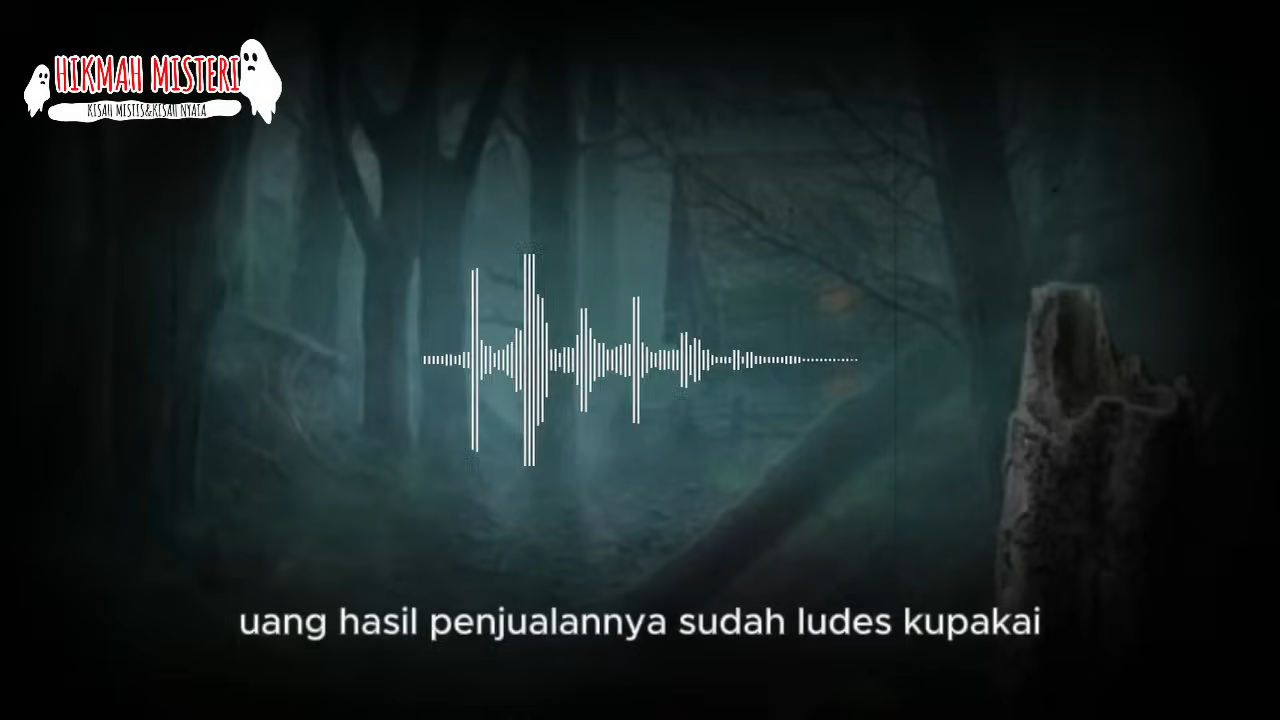 HIKMAH MISTERI
KISAH MISTIS&KISAH NYATA
uang hasil penjualannya sudah ludes kupakai